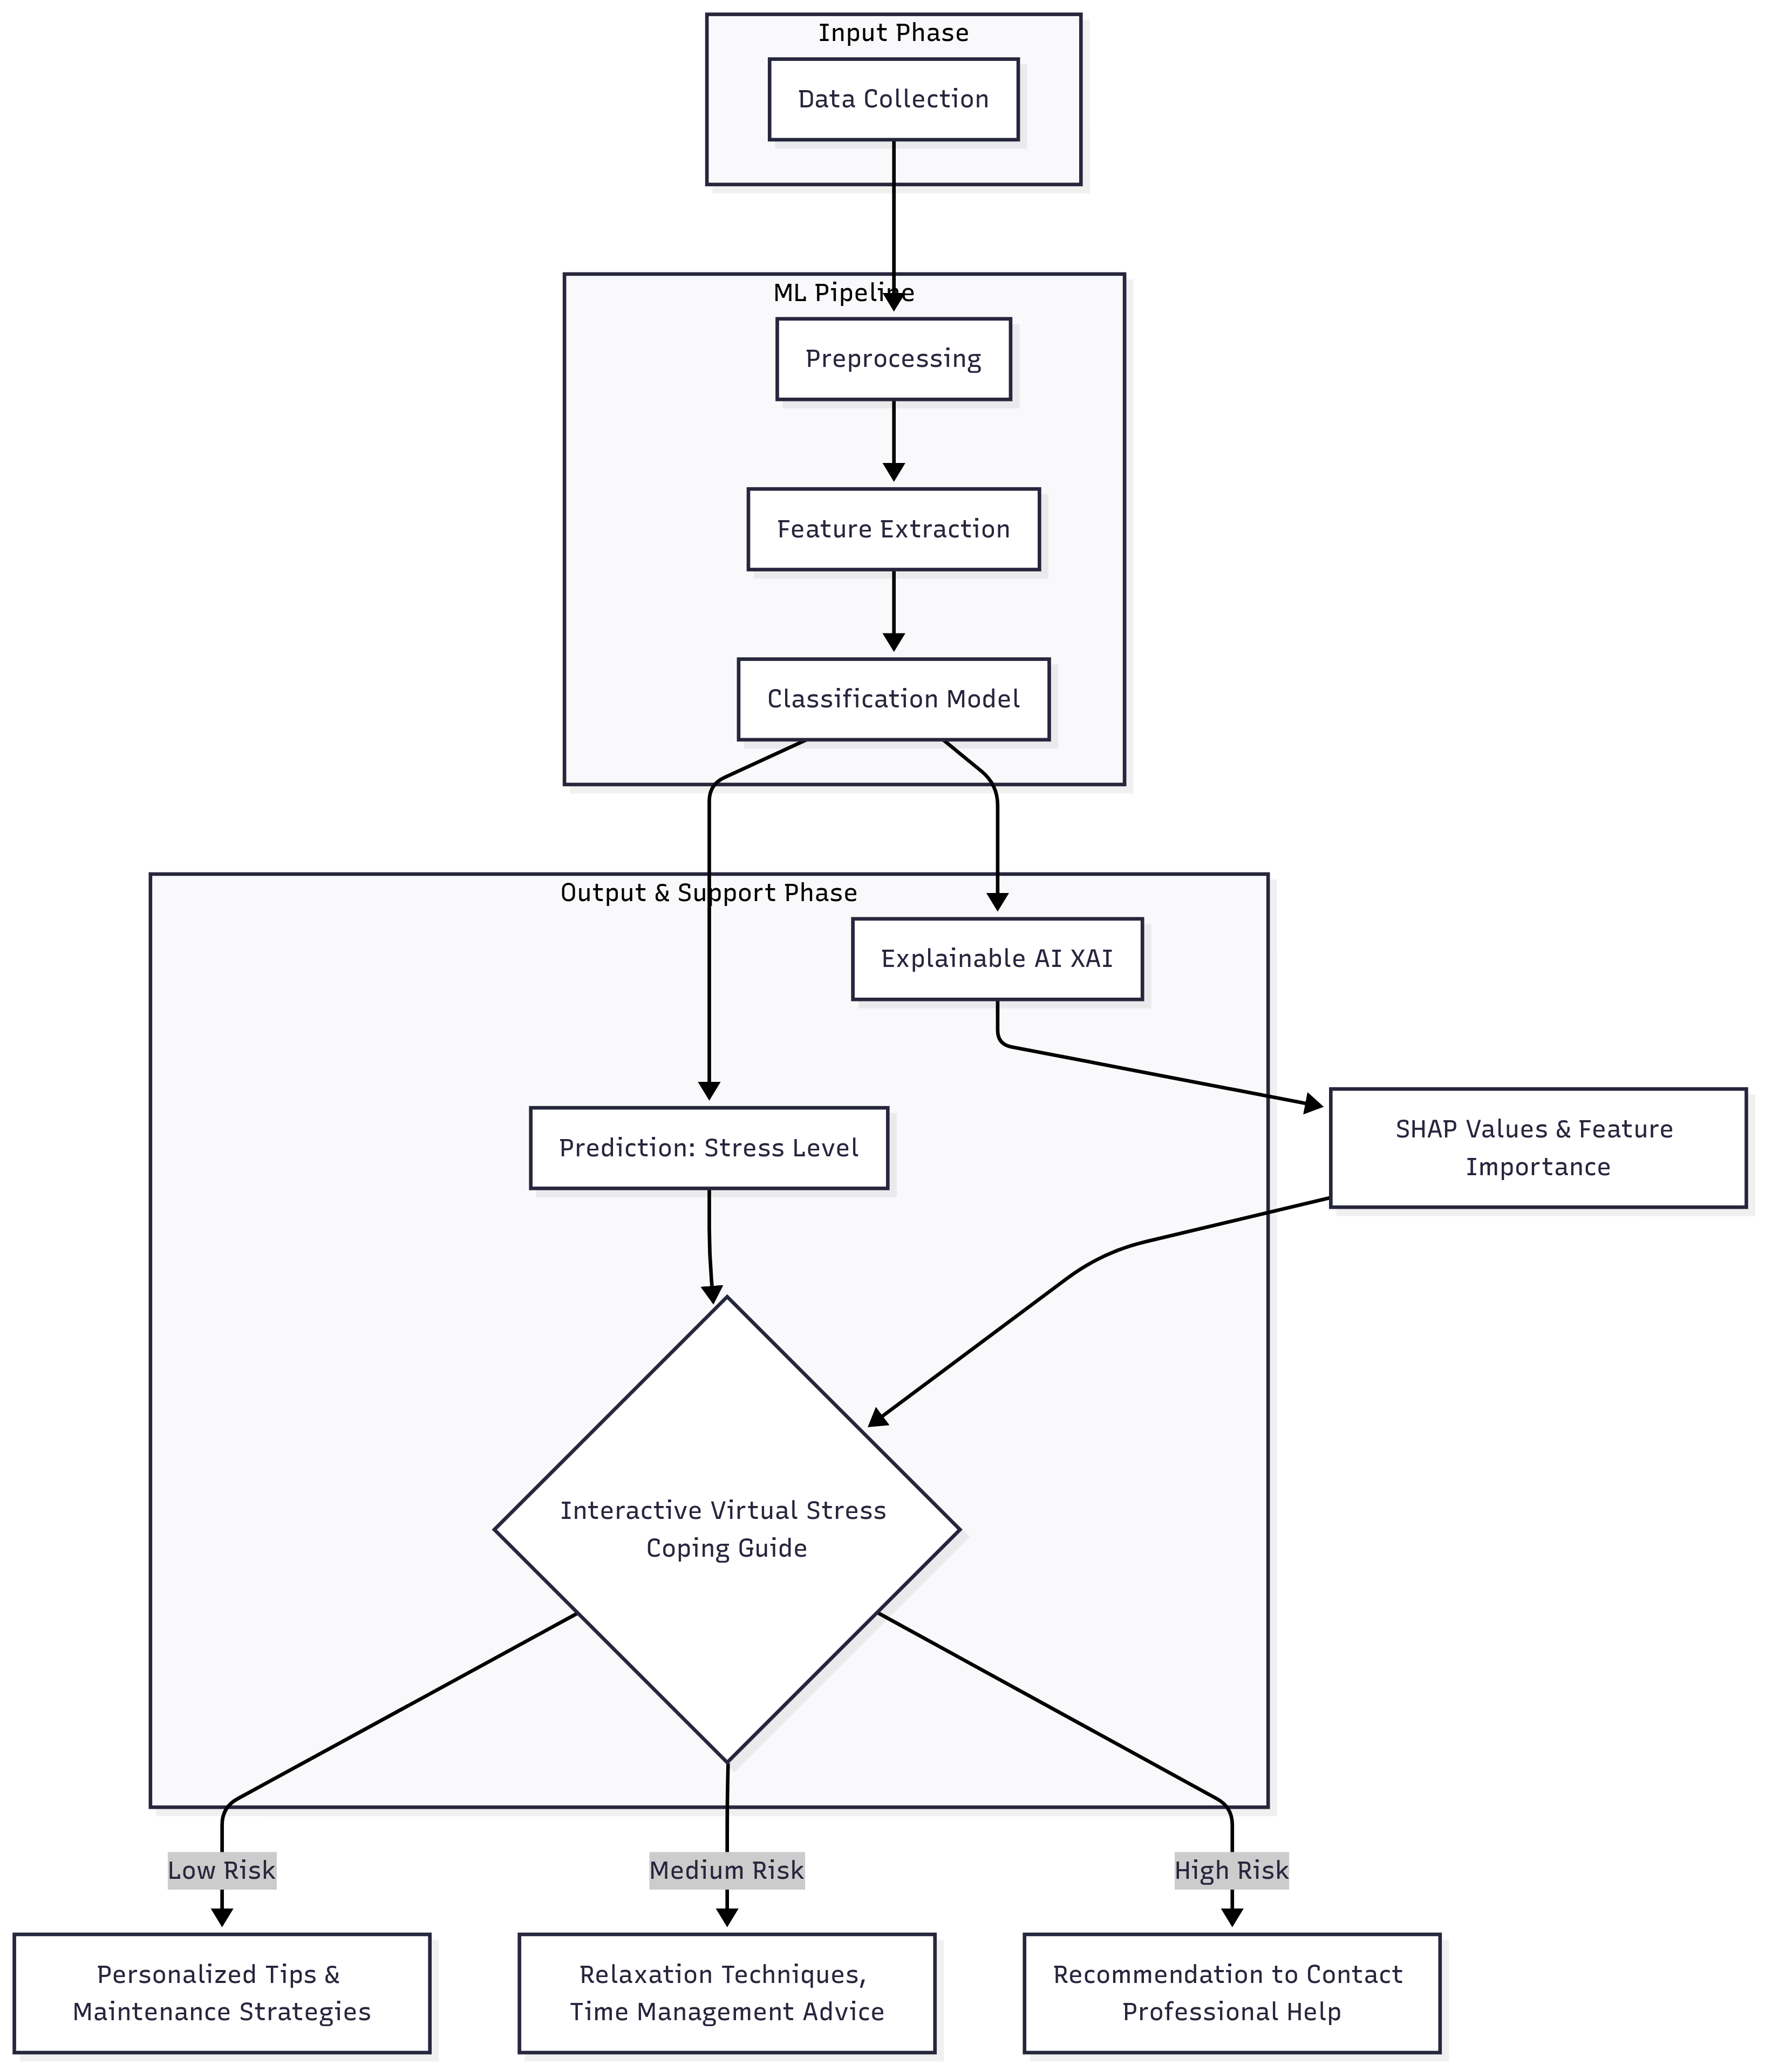 Input Phase
Data Collection
ML Pipeline
Preprocessing
Feature Extraction
Classification Model
Output & Support Phase
Explainable AI XAI
SHAP Values & Feature
Importance
Prediction: Stress Level
Interactive Virtual Stress
Coping Guide
Low Risk
Medium Risk
High Risk
Personalized Tips &
Maintenance Strategies
Relaxation Techniques,
Time Management Advice
Recommendation to Contact
Professional Help